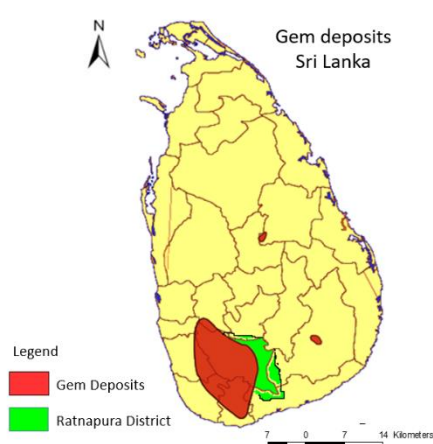 N
Gem deposits
Sri Lanka
Legend
Gem Deposits
Ratnapura District
7 0 7 14 Kilometers